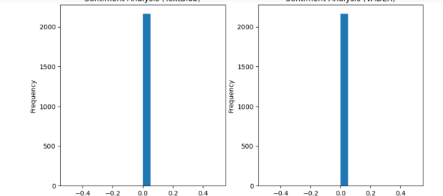 Sentiment Analysis (TextBlob)
Sentiment Analysis (VADER)
2000
1500
1000
500
0
Frequency
−0.4 −0.2 0.0 0.2 0.4
2000
1500
1000
500
0
Frequency
−0.4 −0.2 0.0 0.2 0.4